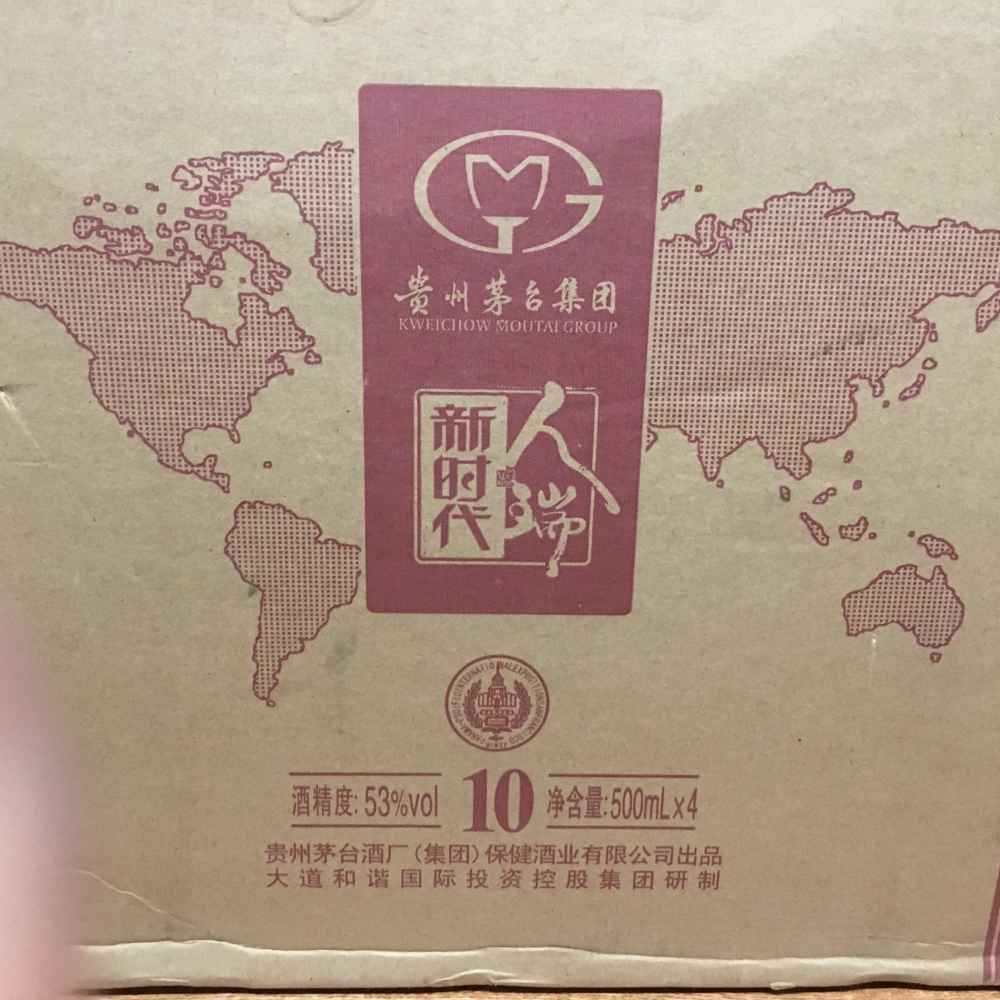 贵州茅台集团
KWEICHOW MOUTAI GROUP
新时代
人瑞
酒精度: 53%vol
10
净含量: 500mL×4
贵州茅台酒厂(集团)保健酒业有限公司出品
大道和谐国际投资控股集团研制